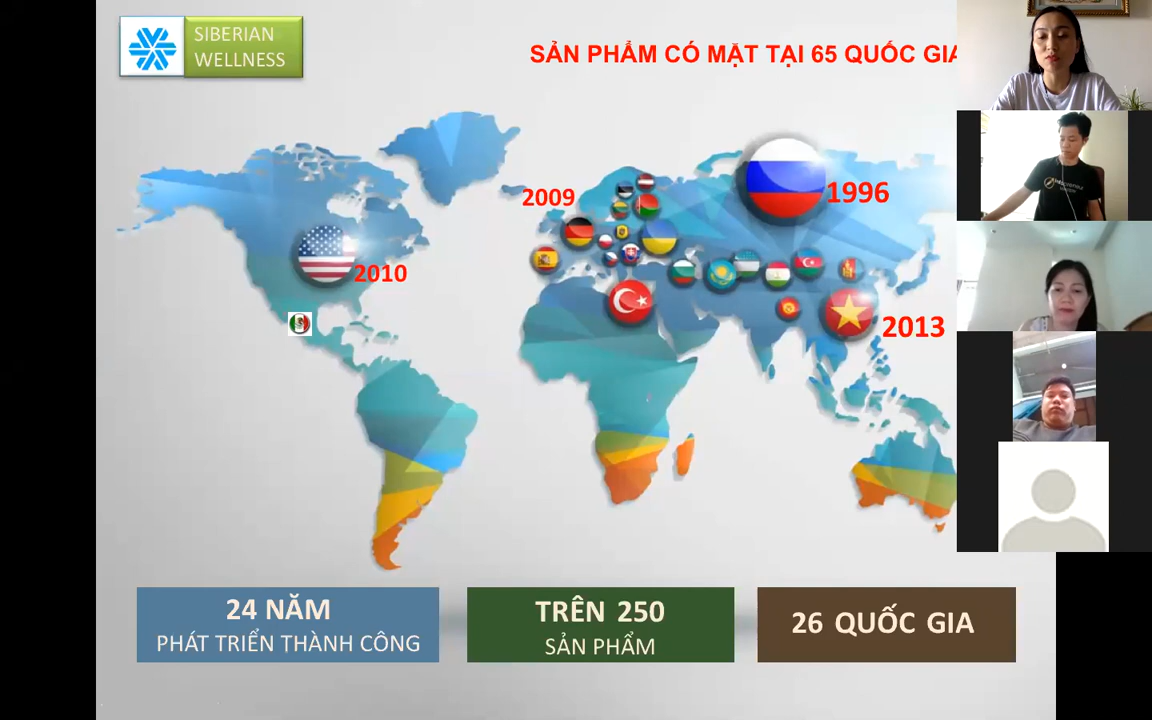 SIBERIAN
WELLNESS
SẢN PHẨM CÓ MẶT TẠI 65 QUỐC GIA
2009
1996
2010
2013
24 NĂM
PHÁT TRIỂN THÀNH CÔNG
TRÊN 250
SẢN PHẨM
26 QUỐC GIA